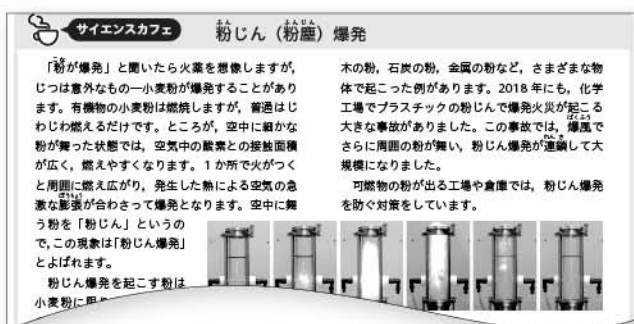 サイエンスカフェ
粉じん（粉塵）爆発
「粉が爆発」と聞いたら火薬を想像しますが，
じつは意外なもの―小麦粉が爆発することがあり
ます。有機物の小麦粉は燃焼しますが，普通はじ
わじわ燃えるだけです。ところが，空中に細かな
粉が舞った状態では，空気中の酸素との接触面積
が広く，燃えやすくなります。1か所で火がつく
と周囲に燃え広がり，発生した熱による空気の急
激な膨張が合わさって爆発となります。空中に舞
う粉を「粉じん」というの
で，この現象は「粉じん爆発」
とよばれます。
粉じん爆発を起こす粉は
小麦粉に限
木の粉，石炭の粉，金属の粉など，さまざまな物
体で起こった例があります。2018年にも，化学
工場でプラスチックの粉じんで爆発火災が起こる
大きな事故がありました。この事故では，爆風で
さらに周囲の粉が舞い，粉じん爆発が連鎖して大
規模になりました。
可燃物の粉が出る工場や倉庫では，粉じん爆発
を防ぐ対策をしています。